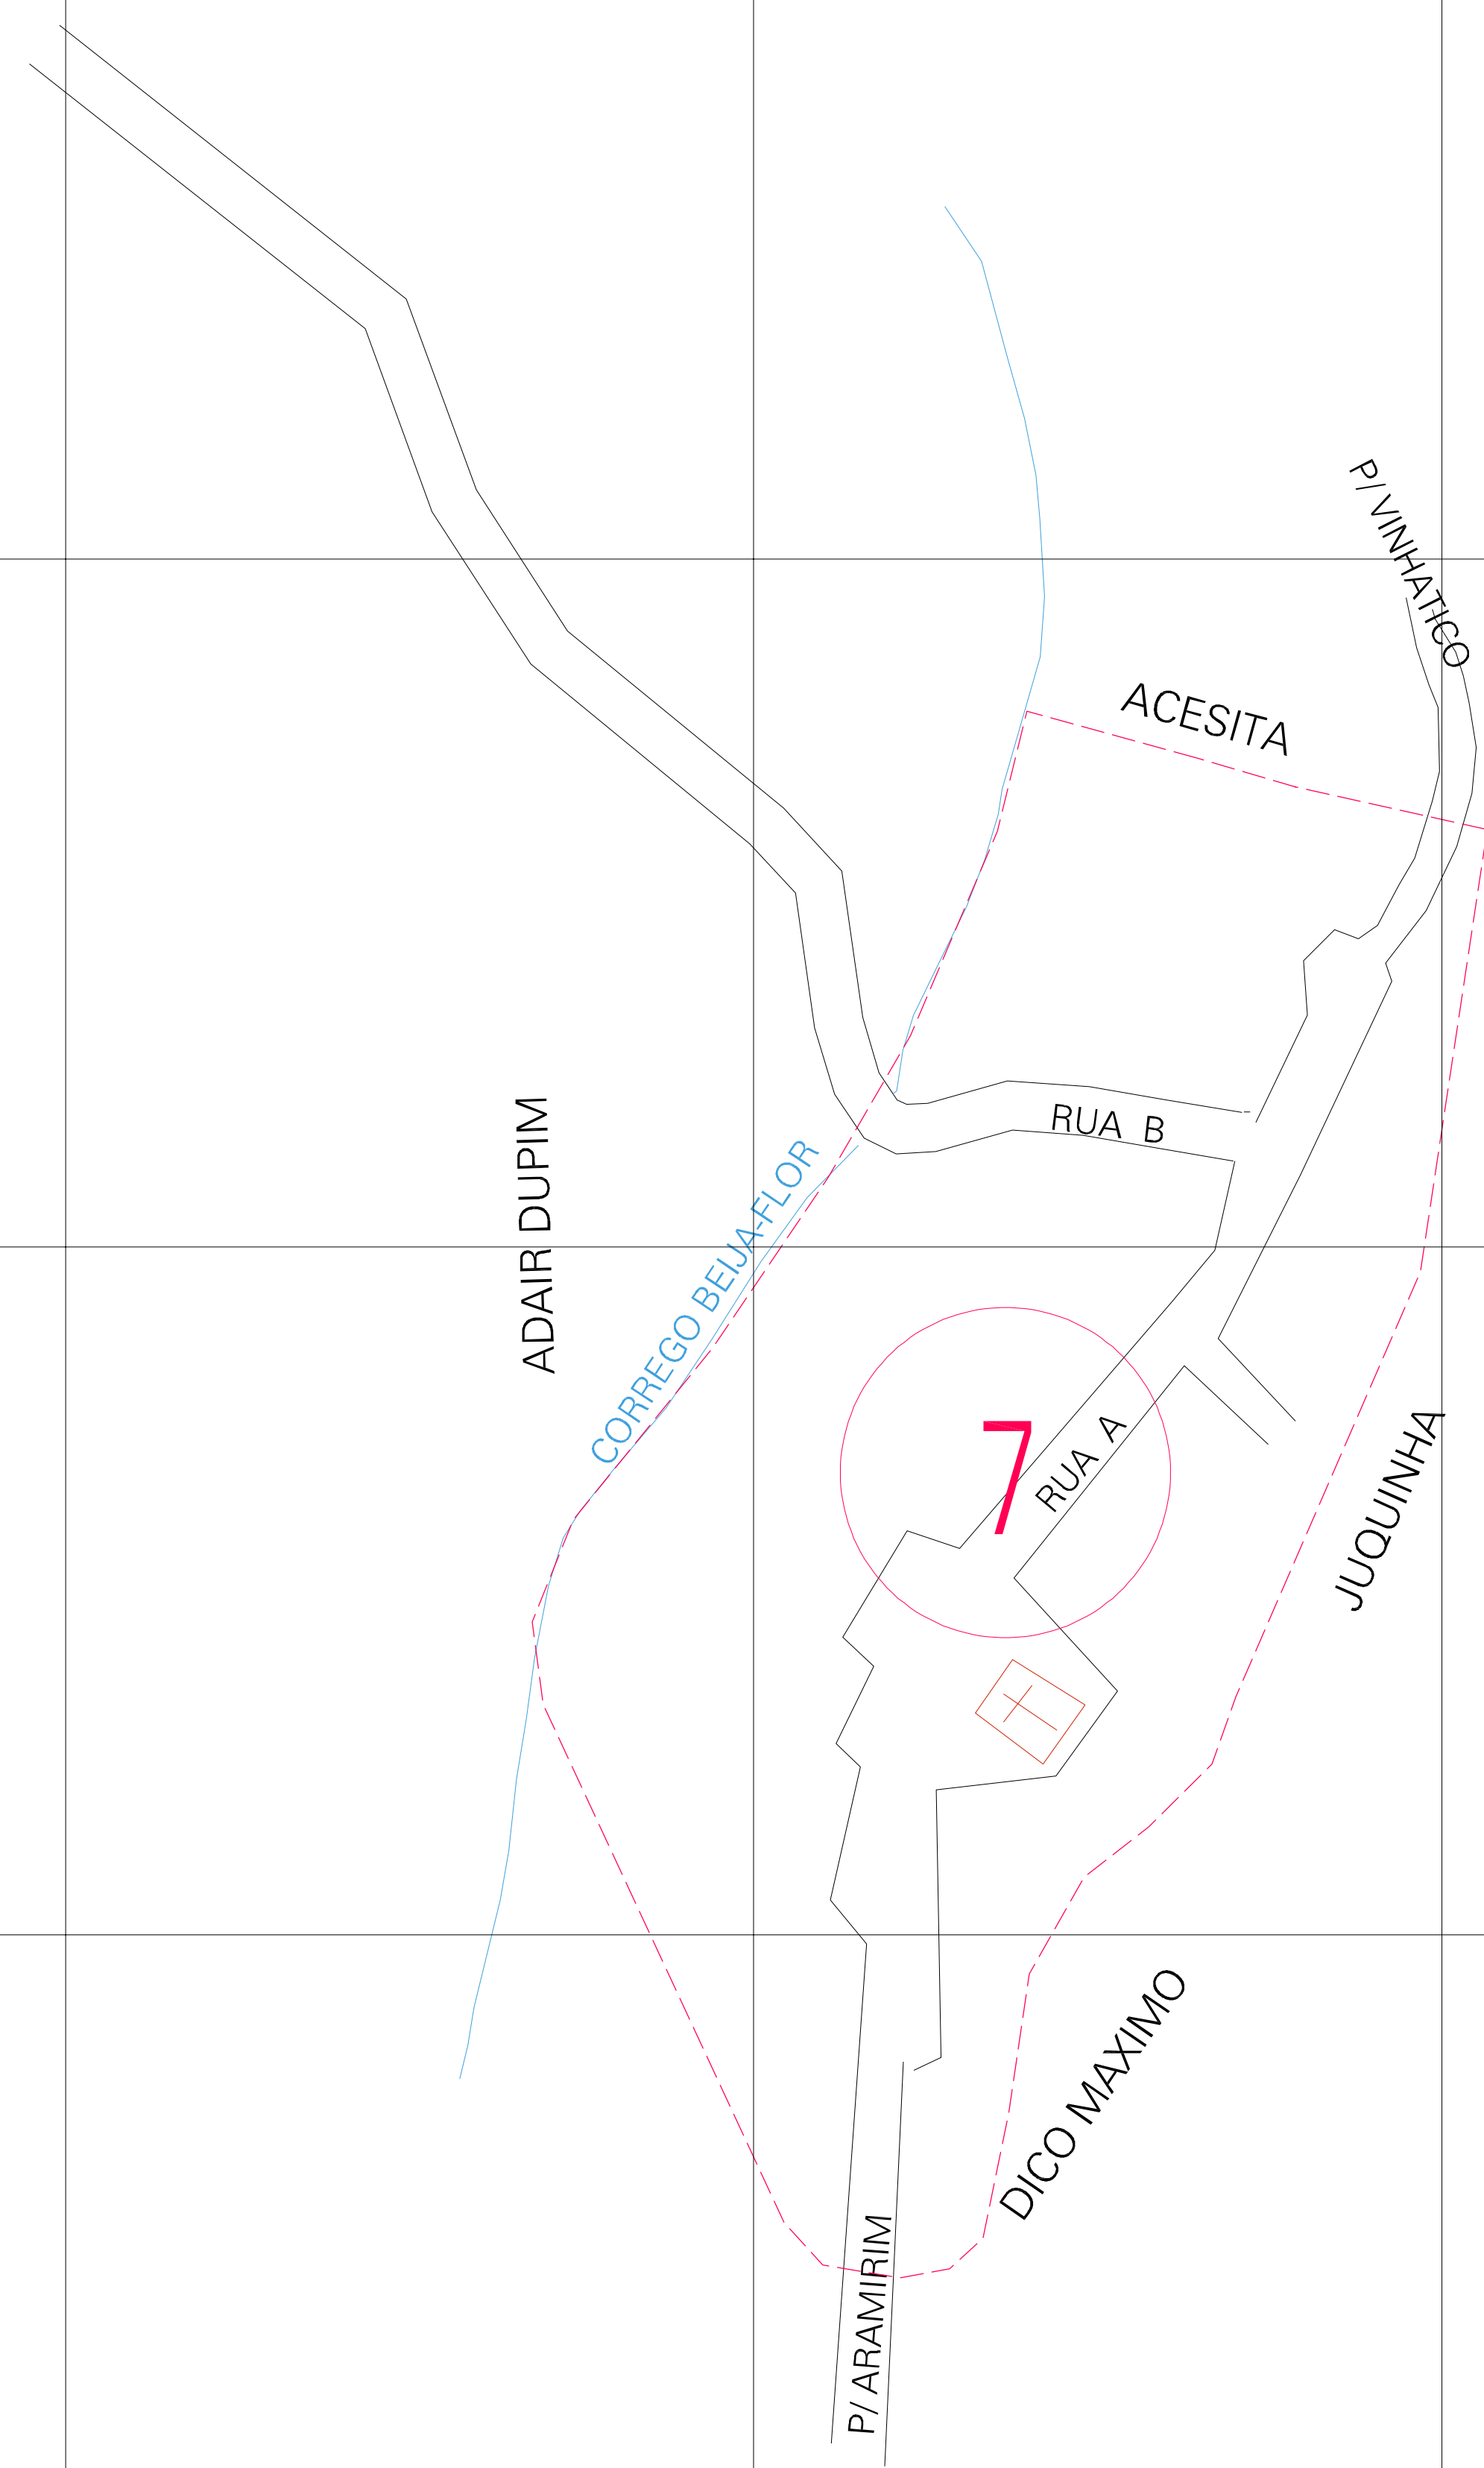 P/ VINHATICO
ACESITA
RUA B
ADAIR DUPIM
CORREGO BEIJA-FLOR
7
RUA A
JUQUINHA
DICO MAXIMO
P/ ARAMIRIM